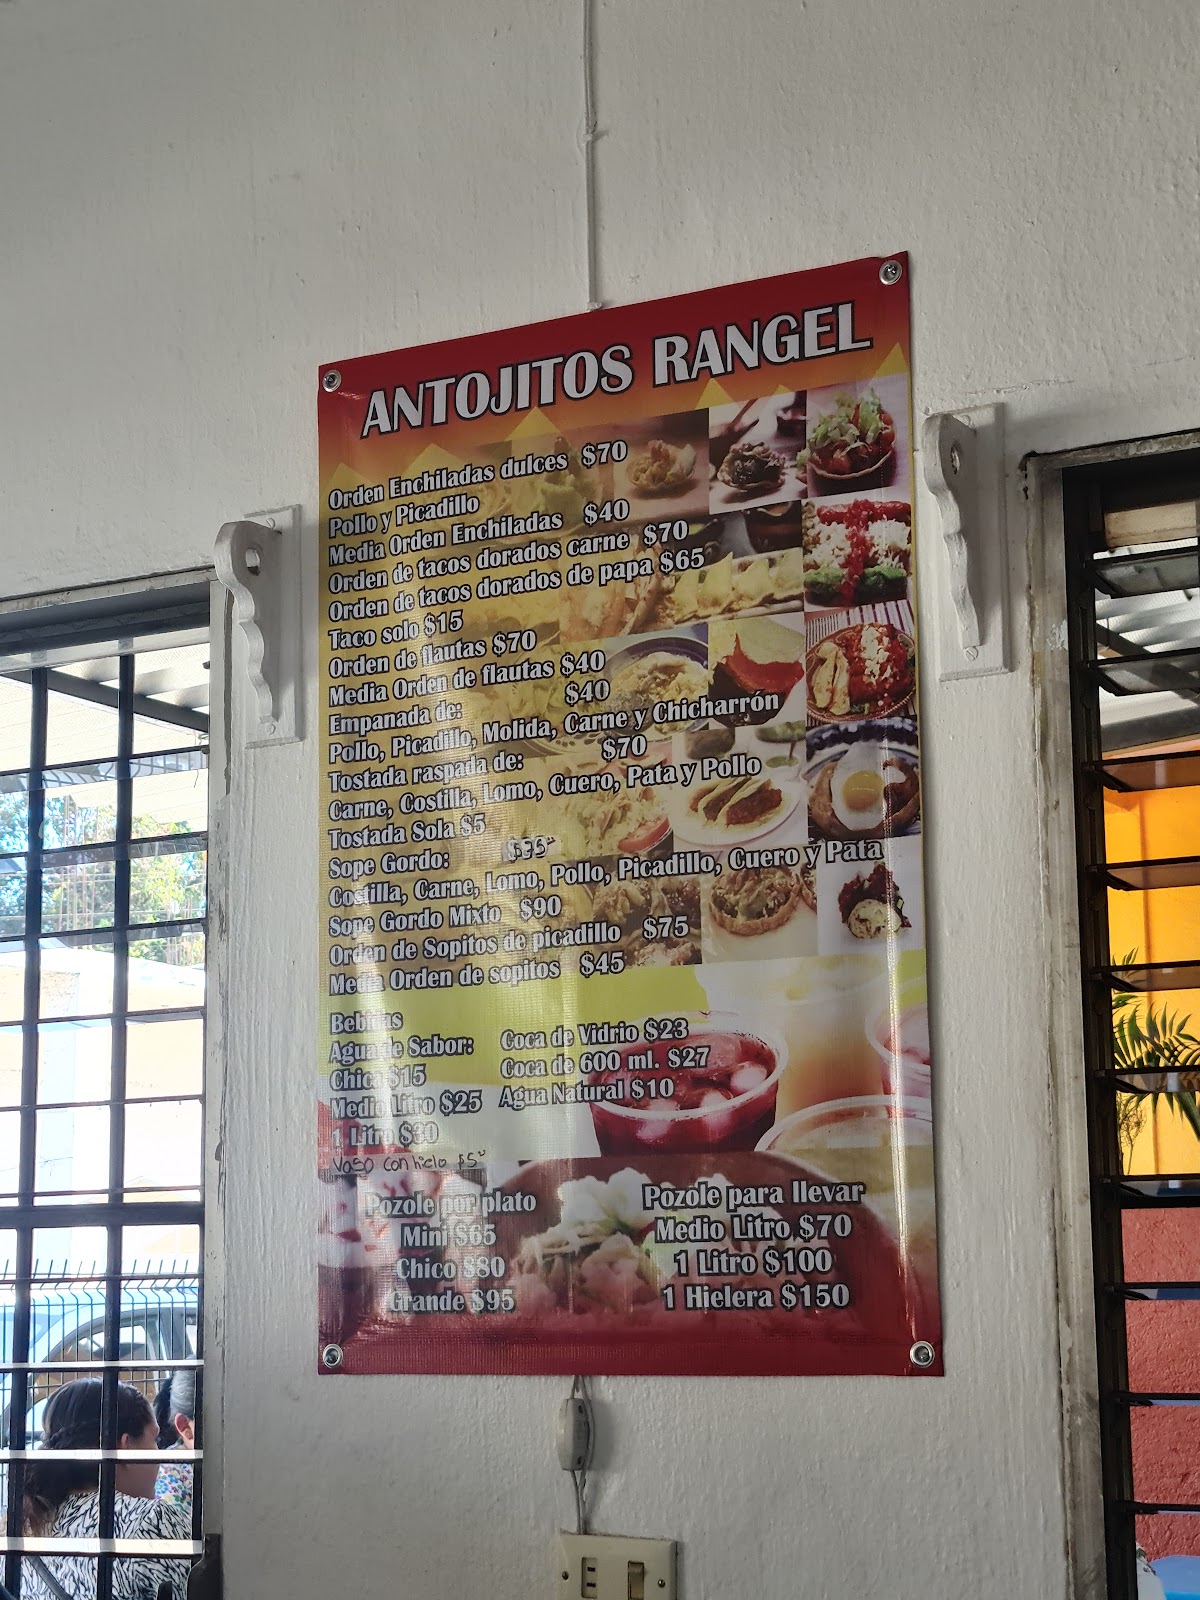 ANTOJITOS RANGEL
Orden Enchiladas dulces $70
Pollo y Picadillo
Media Orden Enchiladas $40
Orden de tacos dorados carne $70
Orden de tacos dorados de papa $65
Taco solo $15
Orden de flautas $70
Media Orden de flautas $40
Empanada de: $40
Pollo, Picadillo, Molida, Carne y Chicharrón
Tostada raspada de: $70
Carne, Costilla, Lomo, Cuero, Pata y Pollo
Tostada Sola $5
Sope Gordo:
Costilla, Carne, Lomo, Pollo, Picadillo, Cuero y Pata
Sope Gordo Mixto $90
Orden de Sopitos de picadillo $75
Media Orden de sopitos $45
Bebidas
Agua de Sabor:
Chico $15
Medio Litro $25
1 Litro $30
Vaso con hielo $5
Coca de Vidrio $23
Coca de 600 ml. $27
Agua Natural $10
Pozole por plato
Mini $65
Chico $80
Grande $95
Pozole para llevar
Medio Litro $70
1 Litro $100
1 Hielera $150